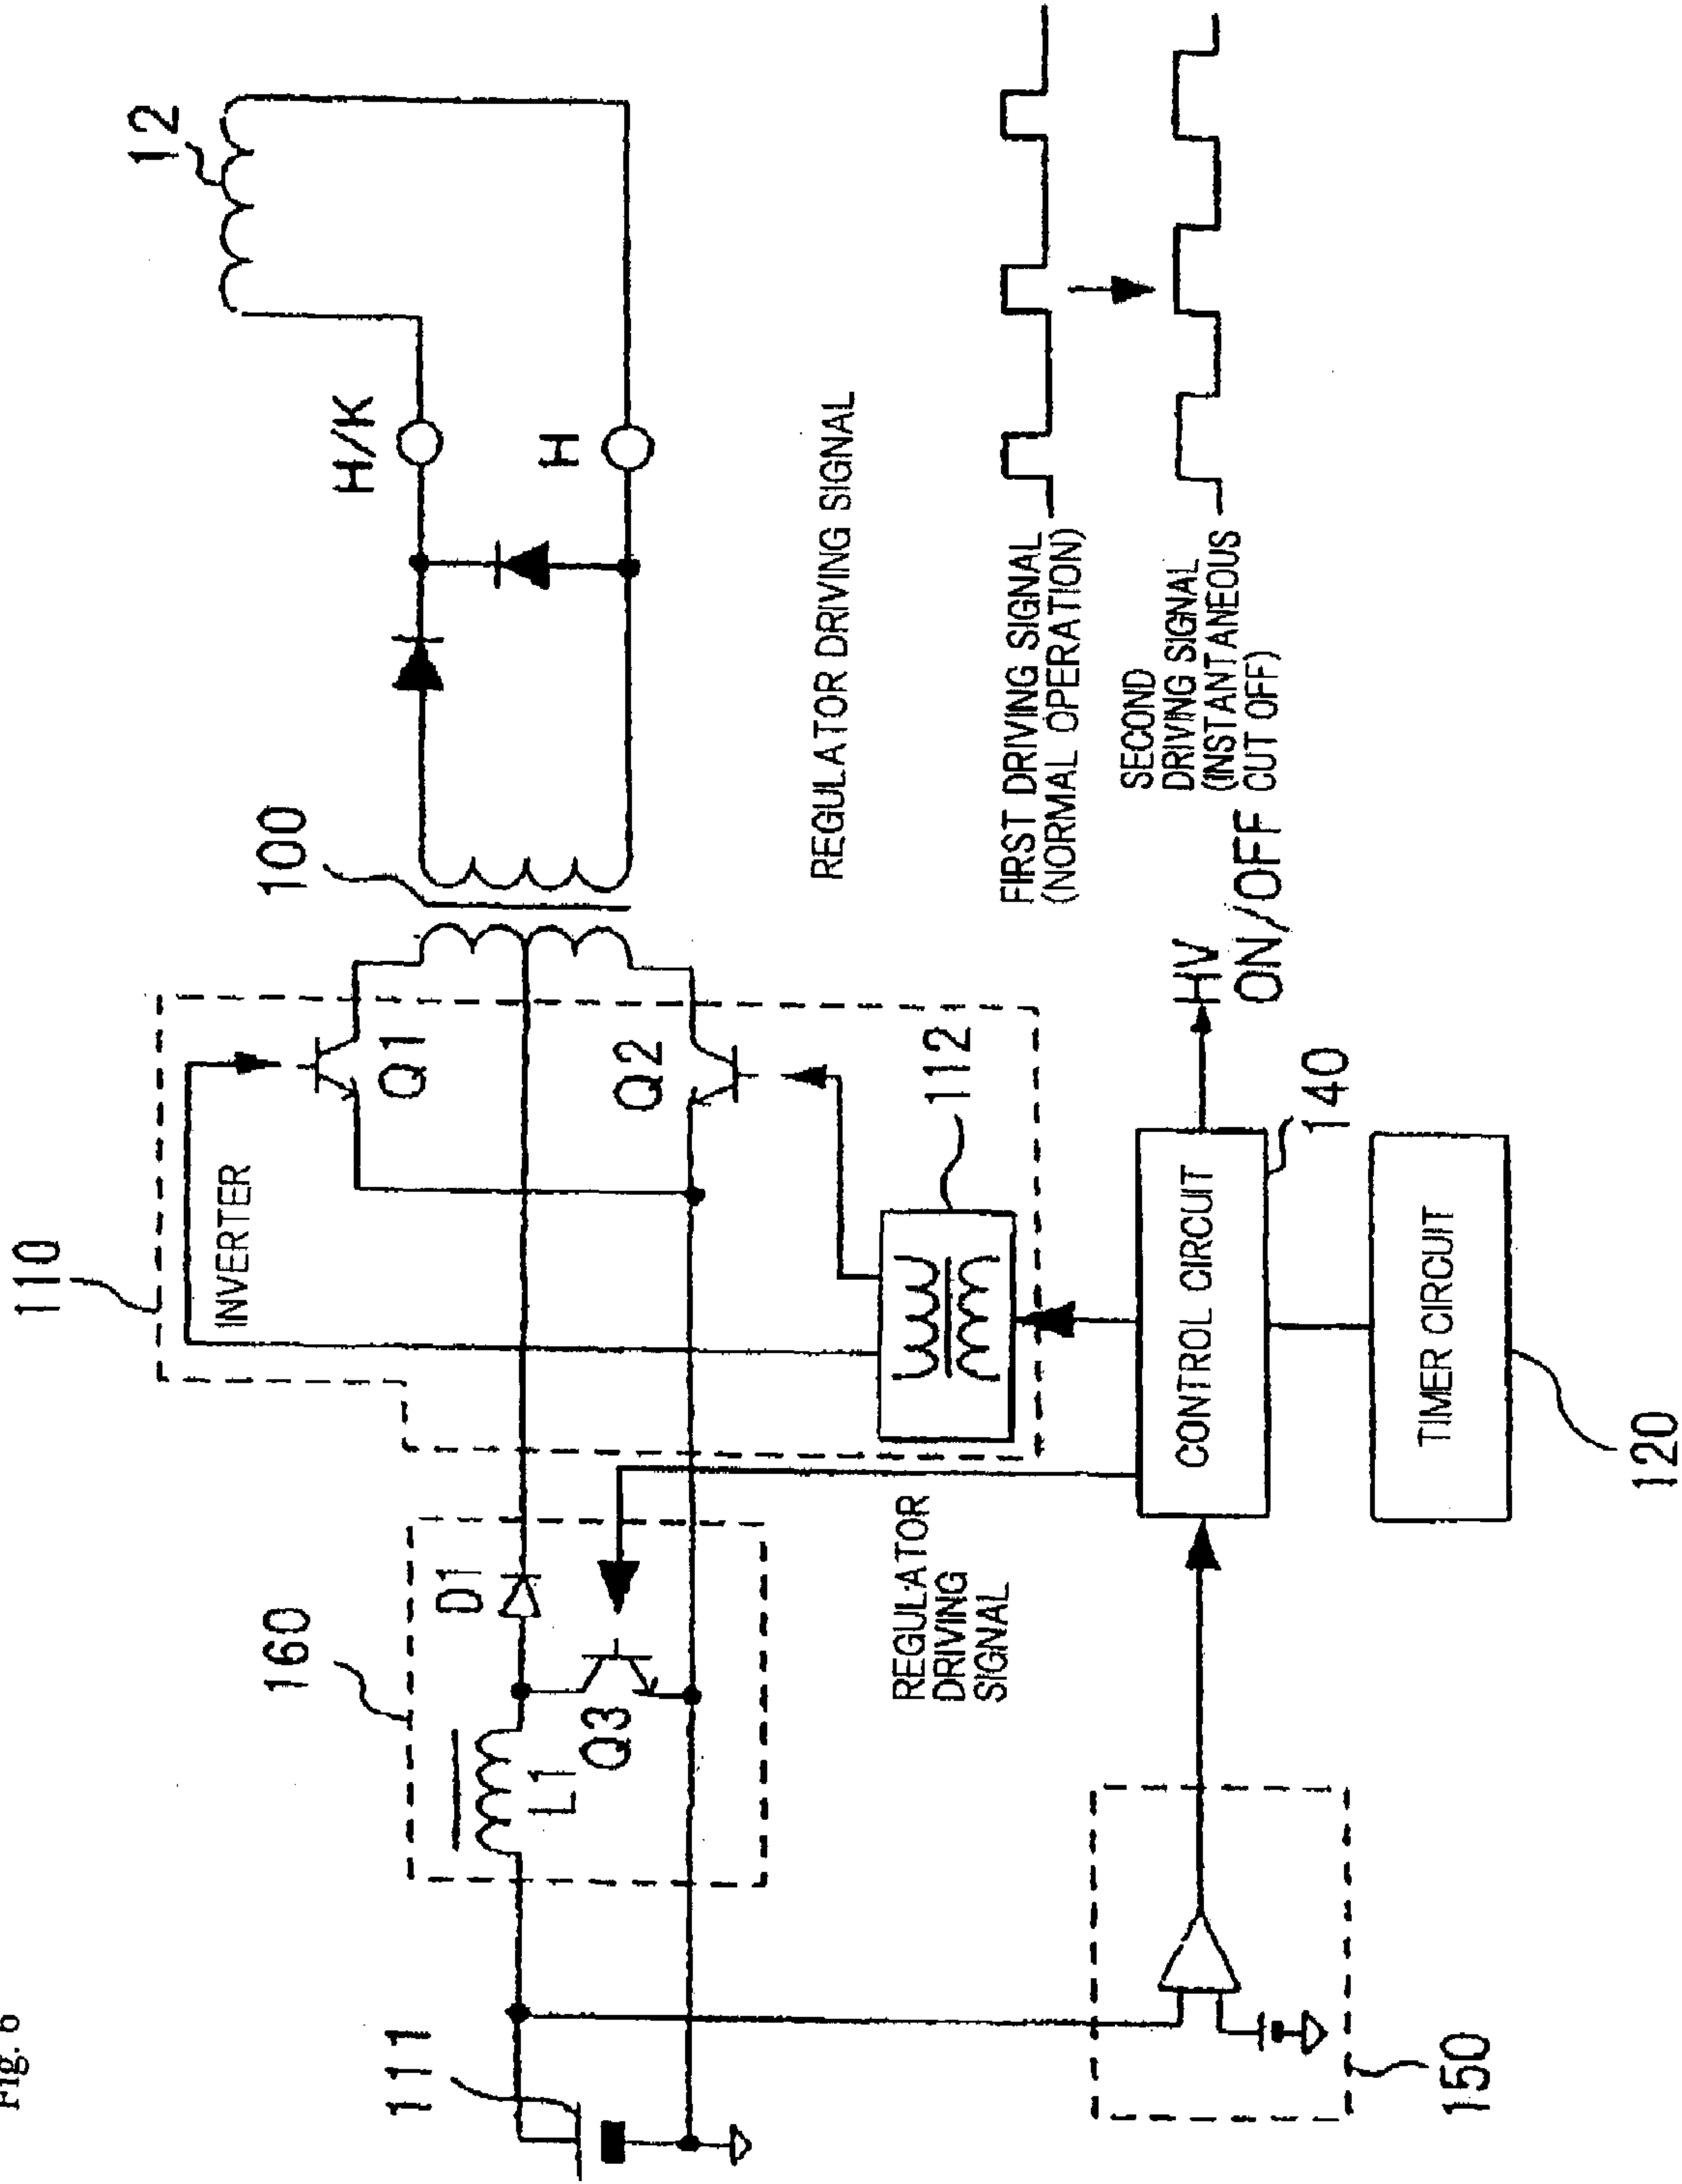 Fig. 6
110
INVERTER
Q1
Q2
112
100
12
H/K
H
160
D1
L1
Q3
111
REGULATOR
DRIVING
SIGNAL
150
CONTROL CIRCUIT
140
TIMER CIRCUIT
120
HV
ON/OFF
REGULATOR DRIVING SIGNAL
FIRST DRIVING SIGNAL
(NORMAL OPERATION)
SECOND
DRIVING SIGNAL
(INSTANTANEOUS
CUT OFF)